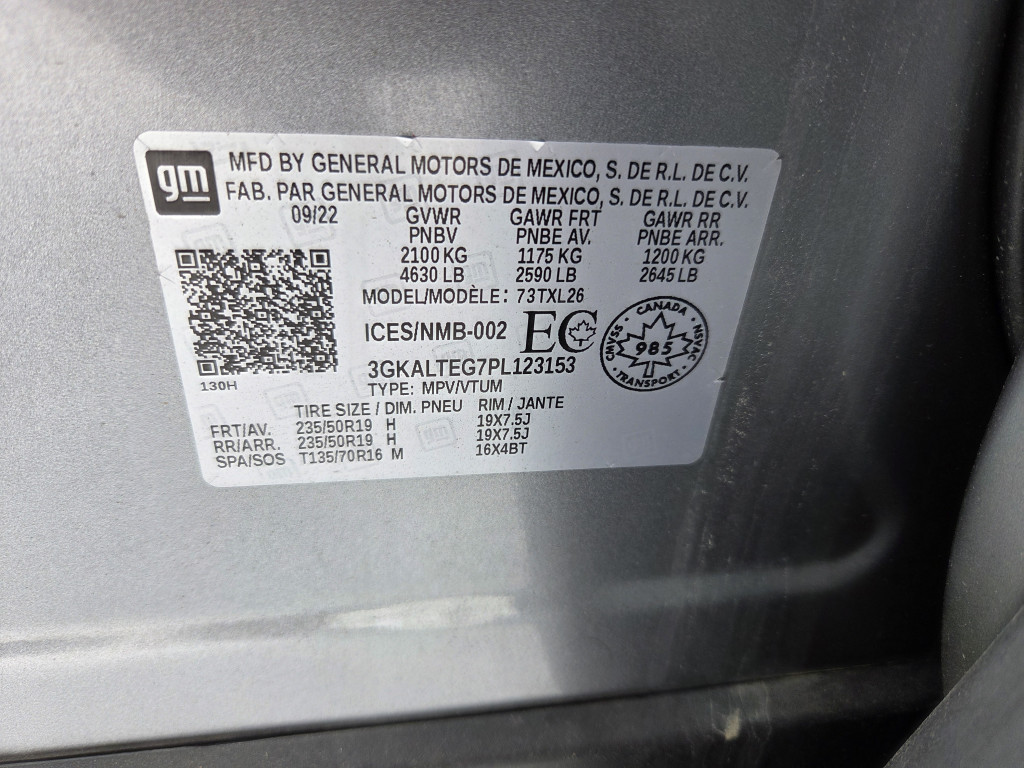 gm
MFD BY GENERAL MOTORS DE MEXICO, S. DE R.L. DE C.V.
FAB. PAR GENERAL MOTORS DE MEXICO, S. DE R.L. DE C.V.
09/22 GVWR GAWR FRT GAWR RR
PNBV PNBE AV. PNBE ARR.
2100 KG 1175 KG 1200 KG
4630 LB 2590 LB 2645 LB
MODEL/MODÈLE: 73TXL26
ICES/NMB-002 EC
CANADA
CMVSS 985 NSVAC
TRANSPORT
3GKALTEG7PL123153
130H
TYPE: MPV/VTUM
TIRE SIZE / DIM. PNEU RIM / JANTE
FRT/AV. 235/50R19 H 19X7.5J
RR/ARR. 235/50R19 H 19X7.5J
SPA/SOS T135/70R16 M 16X4BT